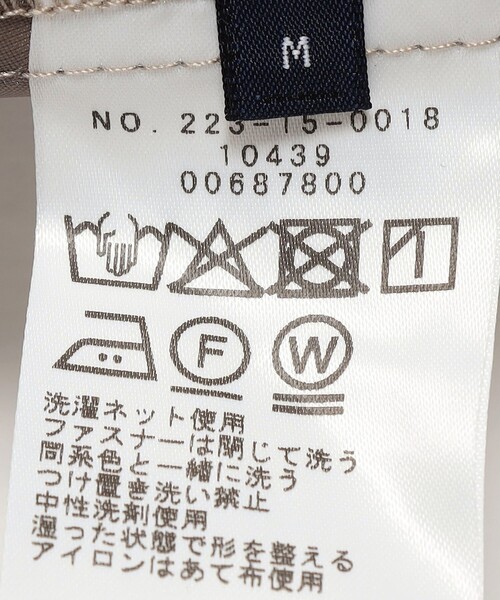 M
NO. 223-15-0018
10439
00687800
F W
洗濯ネット使用
ファスナーは閉じて洗う
同系色と一緒に洗う
つけ置き洗い禁止
中性洗剤使用
湿った状態で形を整える
アイロンはあて布使用